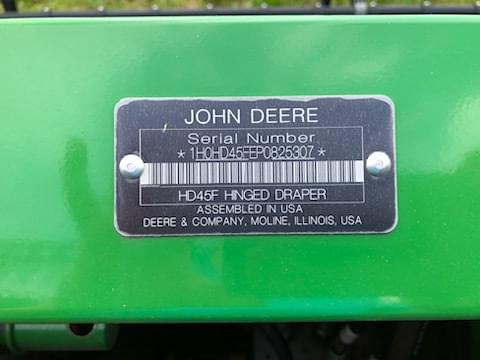 JOHN DEERE
Serial Number
*1H0HD45FEP0825307*
HD45F HINGED DRAPER
ASSEMBLED IN USA
DEERE & COMPANY, MOLINE, ILLINOIS, USA